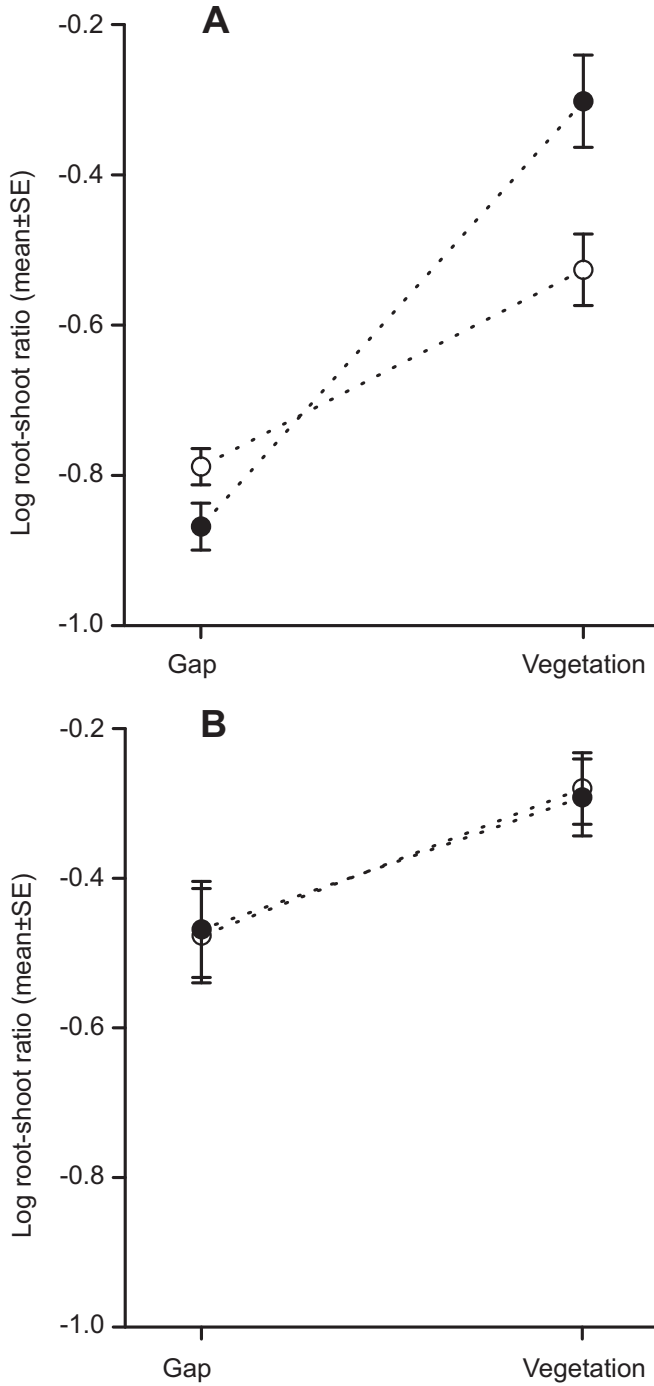 A
-0.2
-0.4
-0.6
-0.8
-1.0
Log root-shoot ratio (mean±SE)
Gap
Vegetation
B
-0.2
-0.4
-0.6
-0.8
-1.0
Log root-shoot ratio (mean±SE)
Gap
Vegetation